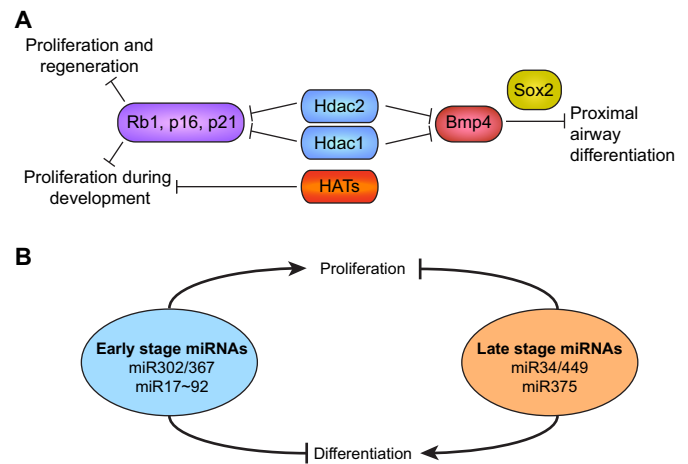 A
Proliferation and
regeneration
Rb1, p16, p21
Hdac2
Hdac1
Bmp4
Sox2
Proximal
airway
differentiation
Proliferation during
development
HATs
B
Proliferation
Early stage miRNAs
miR302/367
miR17~92
Late stage miRNAs
miR34/449
miR375
Differentiation